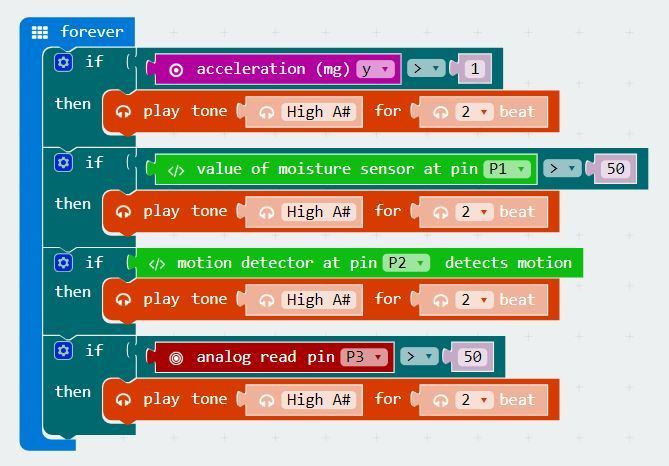 forever
if acceleration (mg) y > 1
then play tone High A# for 2 beat
if </> value of moisture sensor at pin P1 > 50
then play tone High A# for 2 beat
if </> motion detector at pin P2 detects motion
then play tone High A# for 2 beat
if analog read pin P3 > 50
then play tone High A# for 2 beat